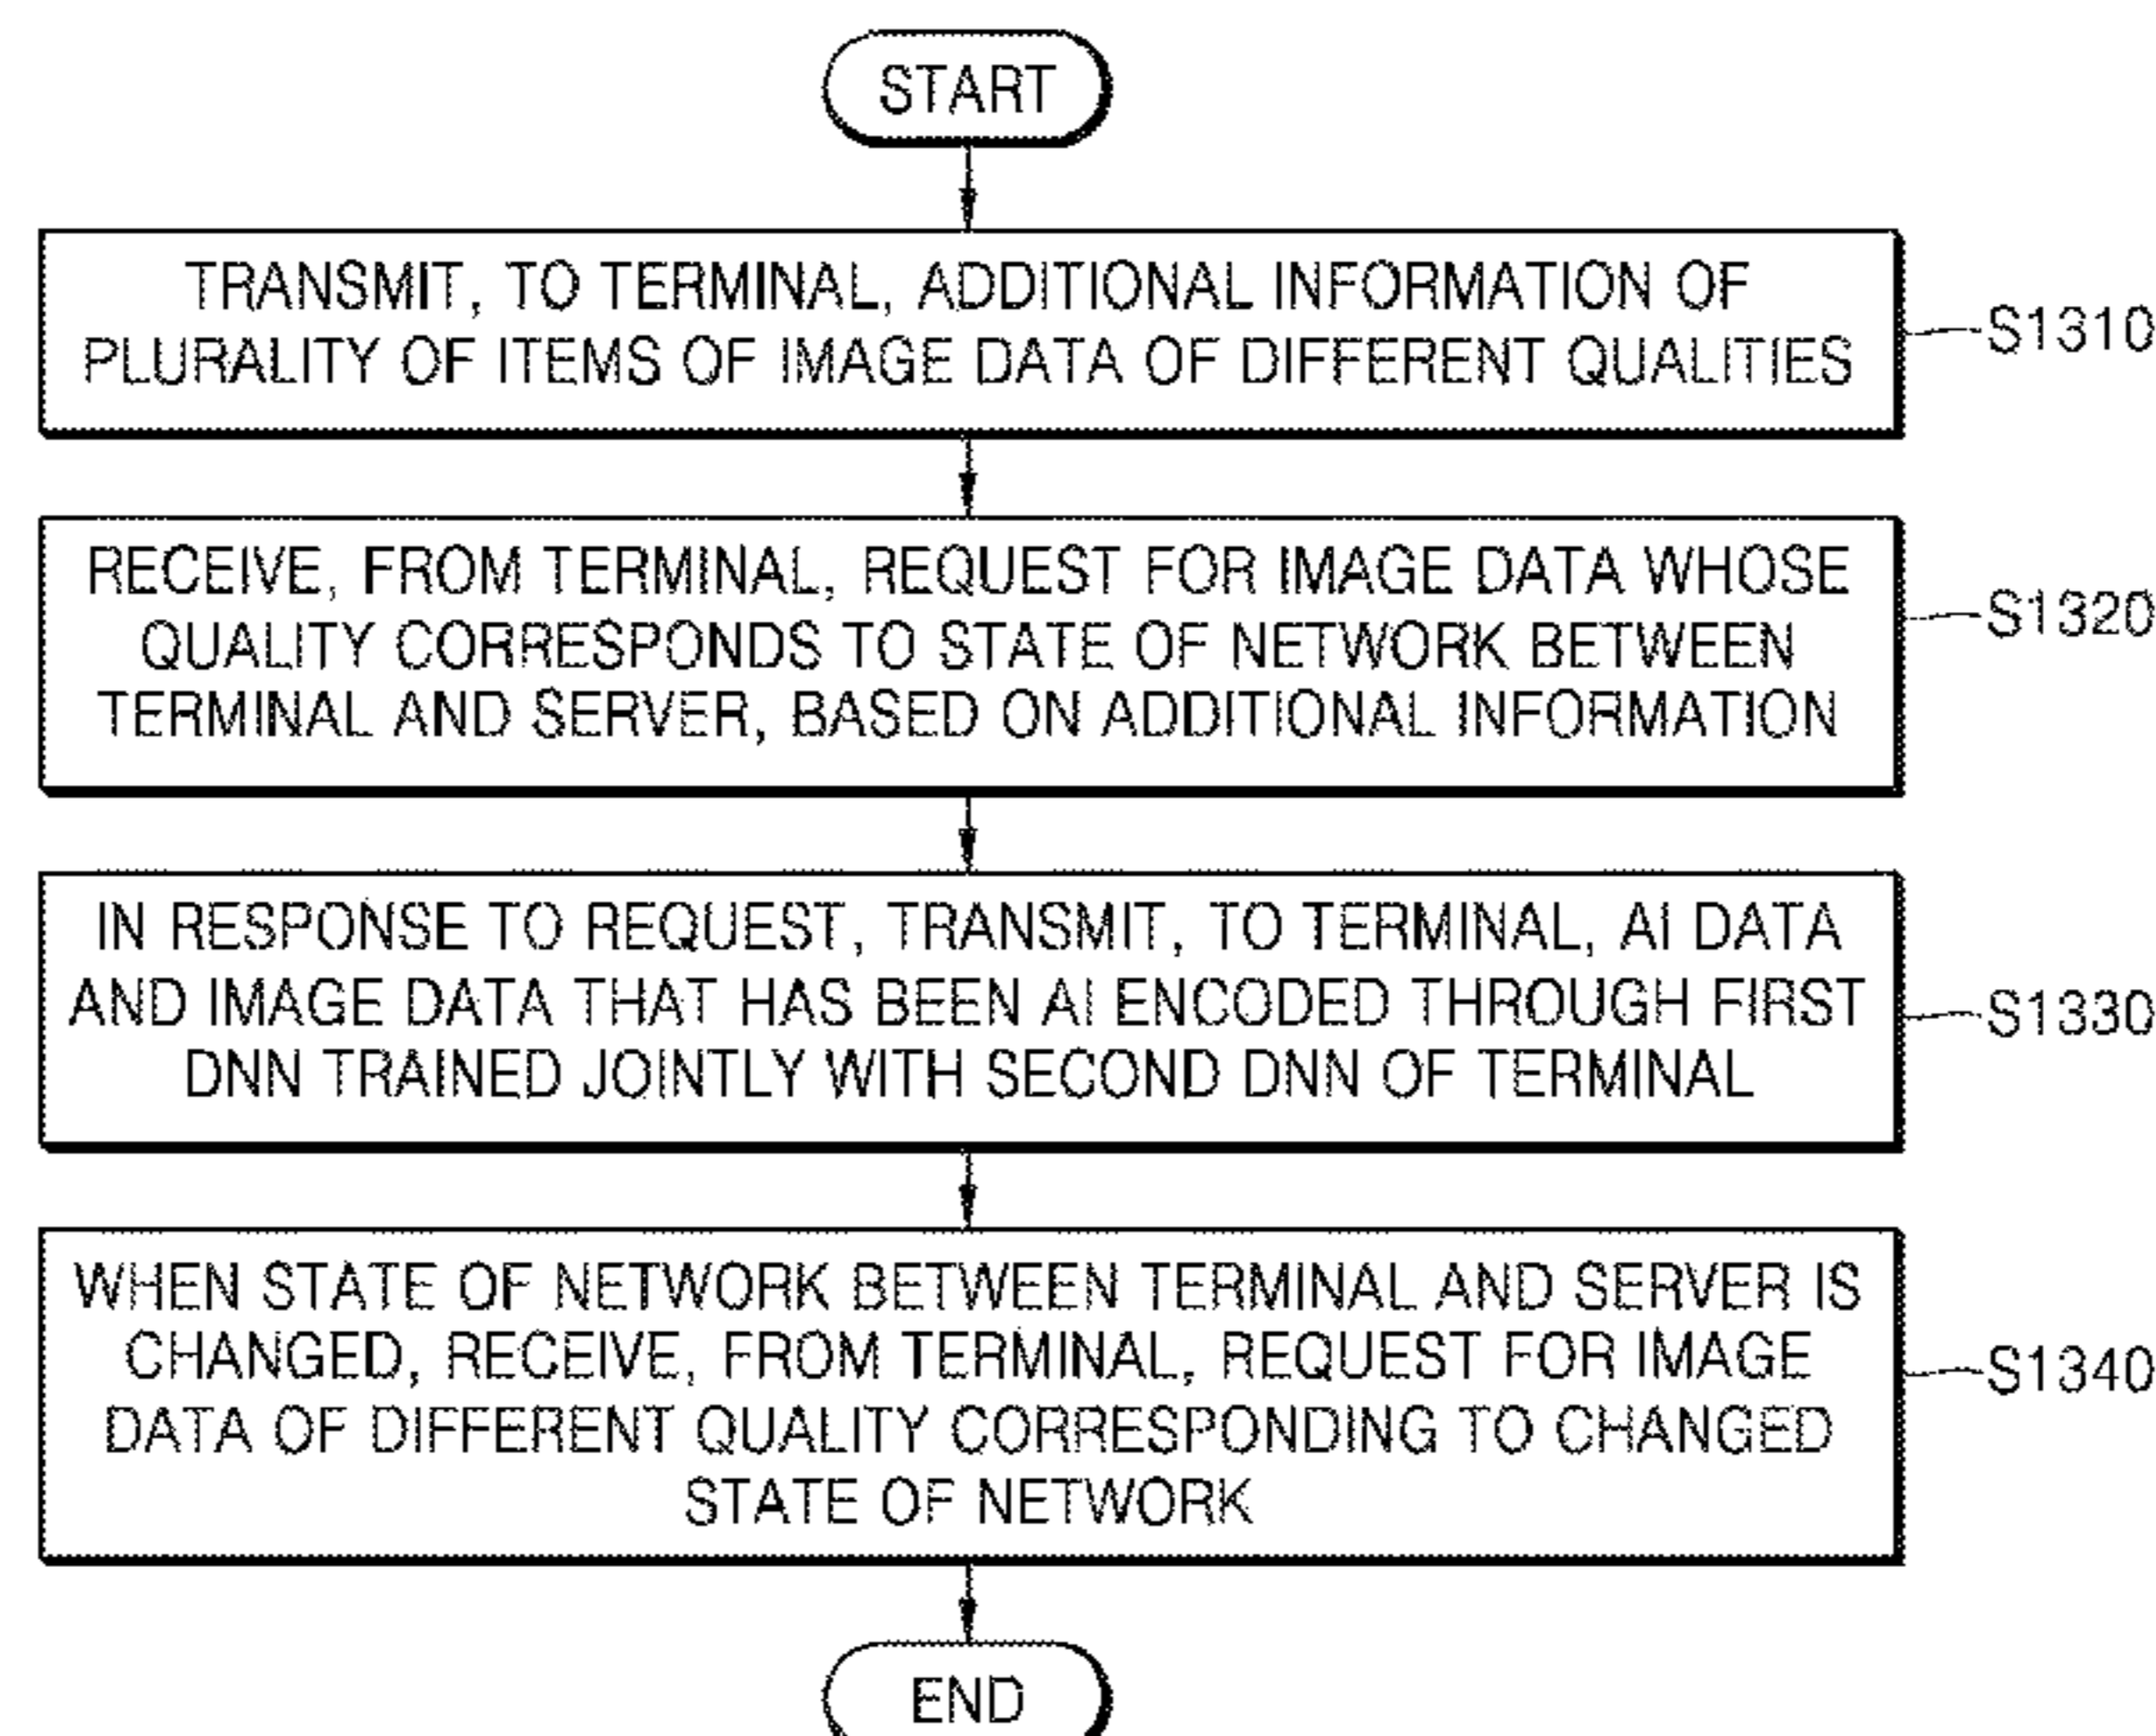 START
TRANSMIT, TO TERMINAL, ADDITIONAL INFORMATION OF
PLURALITY OF ITEMS OF IMAGE DATA OF DIFFERENT QUALITIES
S1310
RECEIVE, FROM TERMINAL, REQUEST FOR IMAGE DATA WHOSE
QUALITY CORRESPONDS TO STATE OF NETWORK BETWEEN
TERMINAL AND SERVER, BASED ON ADDITIONAL INFORMATION
S1320
IN RESPONSE TO REQUEST, TRANSMIT, TO TERMINAL, AI DATA
AND IMAGE DATA THAT HAS BEEN AI ENCODED THROUGH FIRST
DNN TRAINED JOINTLY WITH SECOND DNN OF TERMINAL
S1330
WHEN STATE OF NETWORK BETWEEN TERMINAL AND SERVER IS
CHANGED, RECEIVE, FROM TERMINAL, REQUEST FOR IMAGE
DATA OF DIFFERENT QUALITY CORRESPONDING TO CHANGED
STATE OF NETWORK
S1340
END